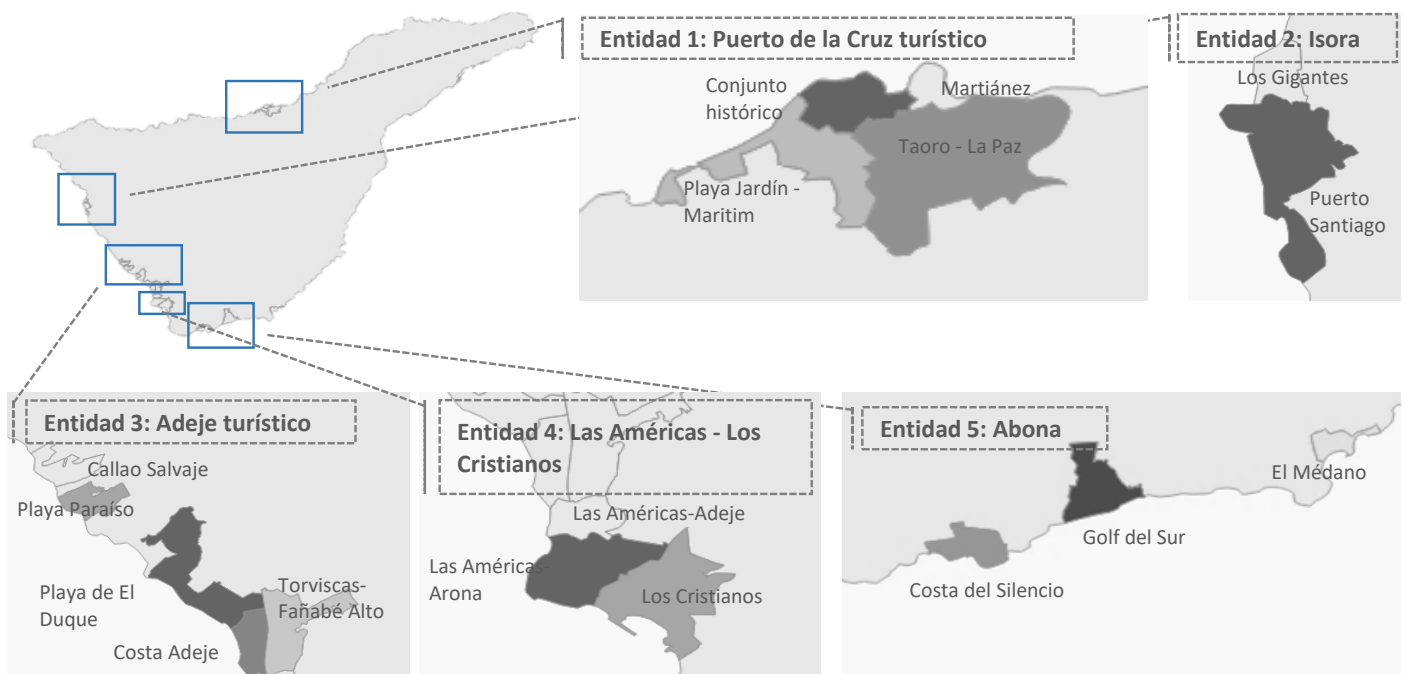 Entidad 1: Puerto de la Cruz turístico
Conjunto
histórico
Martiánez
Taoro - La Paz
Playa Jardín -
Maritim
Entidad 2: Isora
Los Gigantes
Puerto
Santiago
Entidad 3: Adeje turístico
Callao Salvaje
Playa Paraíso
Playa de El
Duque
Torviscas-
Fañabé Alto
Costa Adeje
Entidad 4: Las Américas - Los
Cristianos
Las Américas-Adeje
Las Américas-
Arona
Los Cristianos
Entidad 5: Abona
El Médano
Golf del Sur
Costa del Silencio